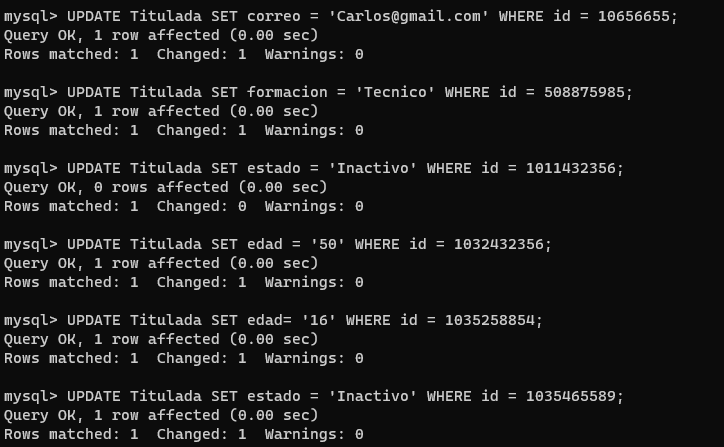 mysql> UPDATE Titulada SET correo = 'Carlos@gmail.com' WHERE id = 10656655;
Query OK, 1 row affected (0.00 sec)
Rows matched: 1  Changed: 1  Warnings: 0

mysql> UPDATE Titulada SET formacion = 'Tecnico' WHERE id = 508875985;
Query OK, 1 row affected (0.00 sec)
Rows matched: 1  Changed: 1  Warnings: 0

mysql> UPDATE Titulada SET estado = 'Inactivo' WHERE id = 1011432356;
Query OK, 0 rows affected (0.00 sec)
Rows matched: 1  Changed: 0  Warnings: 0

mysql> UPDATE Titulada SET edad = '50' WHERE id = 1032432356;
Query OK, 1 row affected (0.00 sec)
Rows matched: 1  Changed: 1  Warnings: 0

mysql> UPDATE Titulada SET edad= '16' WHERE id = 1035258854;
Query OK, 1 row affected (0.00 sec)
Rows matched: 1  Changed: 1  Warnings: 0

mysql> UPDATE Titulada SET estado = 'Inactivo' WHERE id = 1035465589;
Query OK, 1 row affected (0.00 sec)
Rows matched: 1  Changed: 1  Warnings: 0